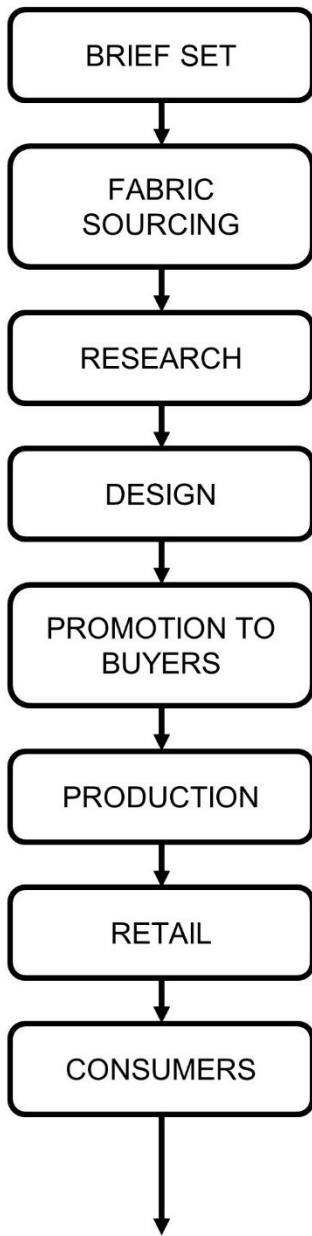 BRIEF SET
FABRIC
SOURCING
RESEARCH
DESIGN
PROMOTION TO
BUYERS
PRODUCTION
RETAIL
CONSUMERS